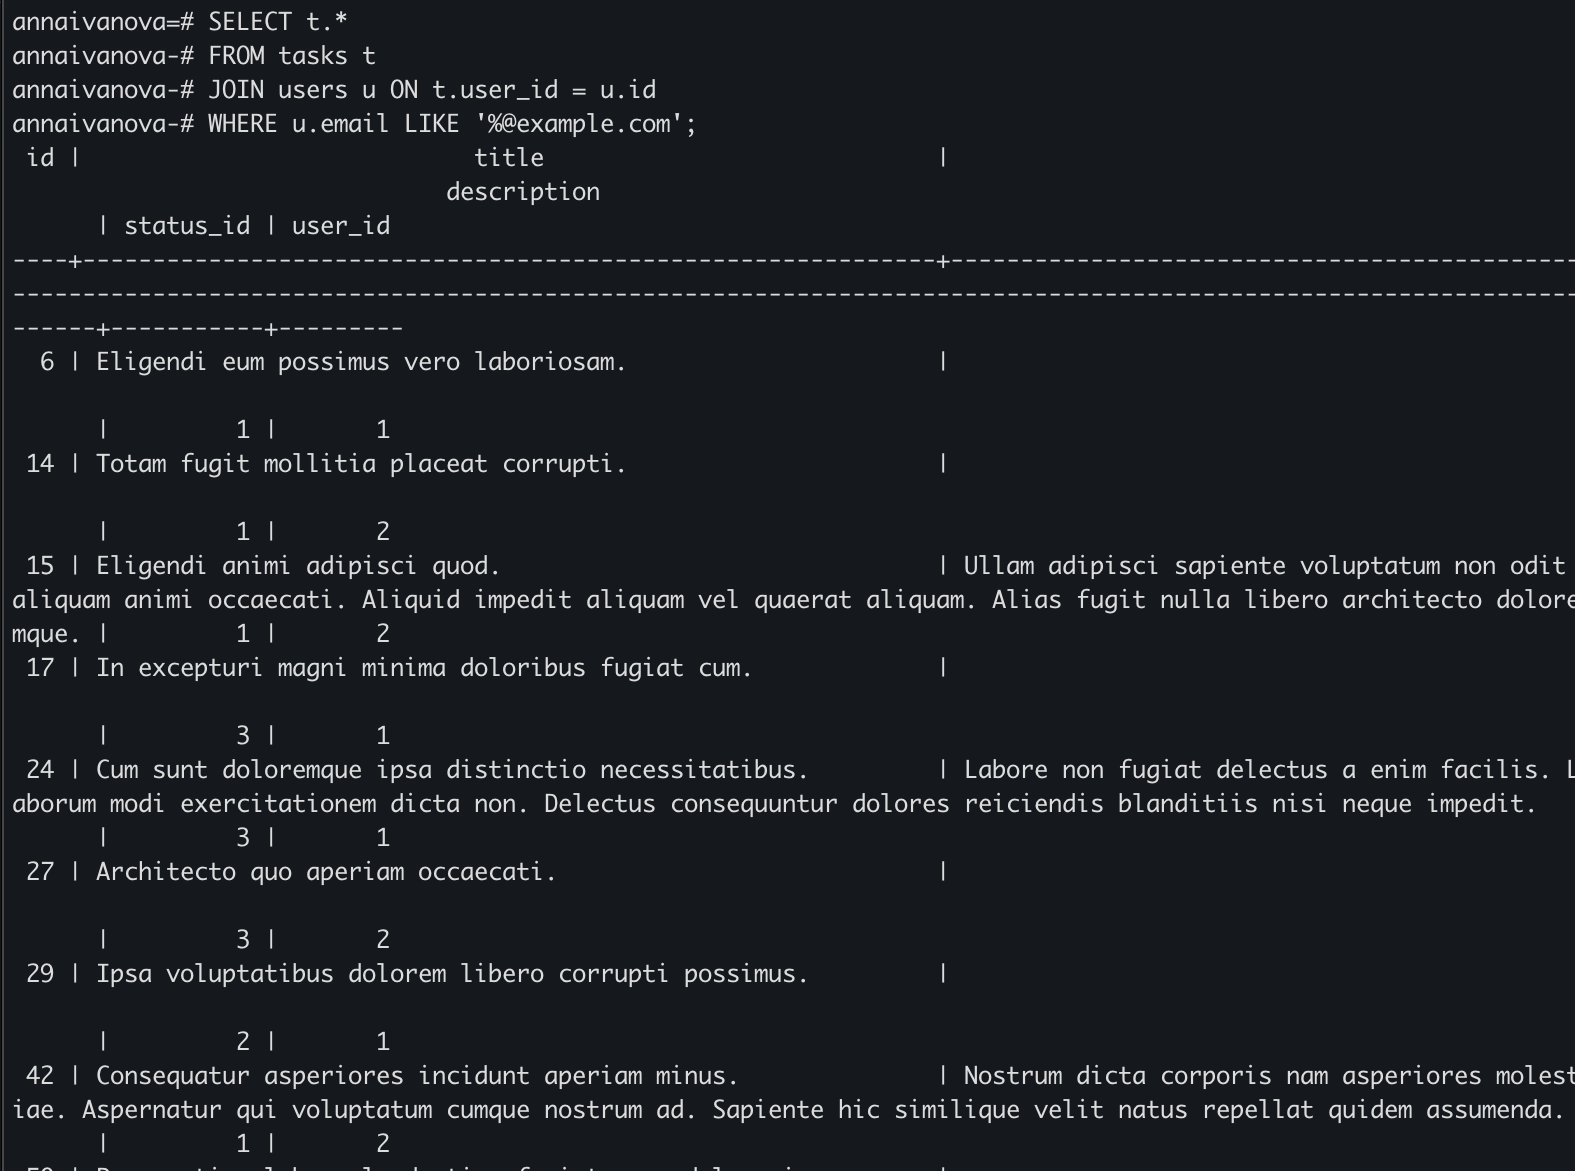 annaivanova=# SELECT t.*
annaivanova-# FROM tasks t
annaivanova-# JOIN users u ON t.user_id = u.id
annaivanova-# WHERE u.email LIKE '%@example.com';
 id |                            title                            |
                               description
      | status_id | user_id
----+-------------------------------------------------------------+---------------------------------------------
----------------------------------------------------------------------------------------------------------------
------+-----------+---------
  6 | Eligendi eum possimus vero laboriosam.                      |
      |         1 |       1
 14 | Totam fugit mollitia placeat corrupti.                      |
      |         1 |       2
 15 | Eligendi animi adipisci quod.                               | Ullam adipisci sapiente voluptatum non odit
aliquam animi occaecati. Aliquid impedit aliquam vel quaerat aliquam. Alias fugit nulla libero architecto dolore
mque. |         1 |       2
 17 | In excepturi magni minima doloribus fugiat cum.             |
      |         3 |       1
 24 | Cum sunt doloremque ipsa distinctio necessitatibus.         | Labore non fugiat delectus a enim facilis. L
aborum modi exercitationem dicta non. Delectus consequuntur dolores reiciendis blanditiis nisi neque impedit.
      |         3 |       1
 27 | Architecto quo aperiam occaecati.                           |
      |         3 |       2
 29 | Ipsa voluptatibus dolorem libero corrupti possimus.         |
      |         2 |       1
 42 | Consequatur asperiores incidunt aperiam minus.              | Nostrum dicta corporis nam asperiores molest
iae. Aspernatur qui voluptatum cumque nostrum ad. Sapiente hic similique velit natus repellat quidem assumenda.
      |         1 |       2